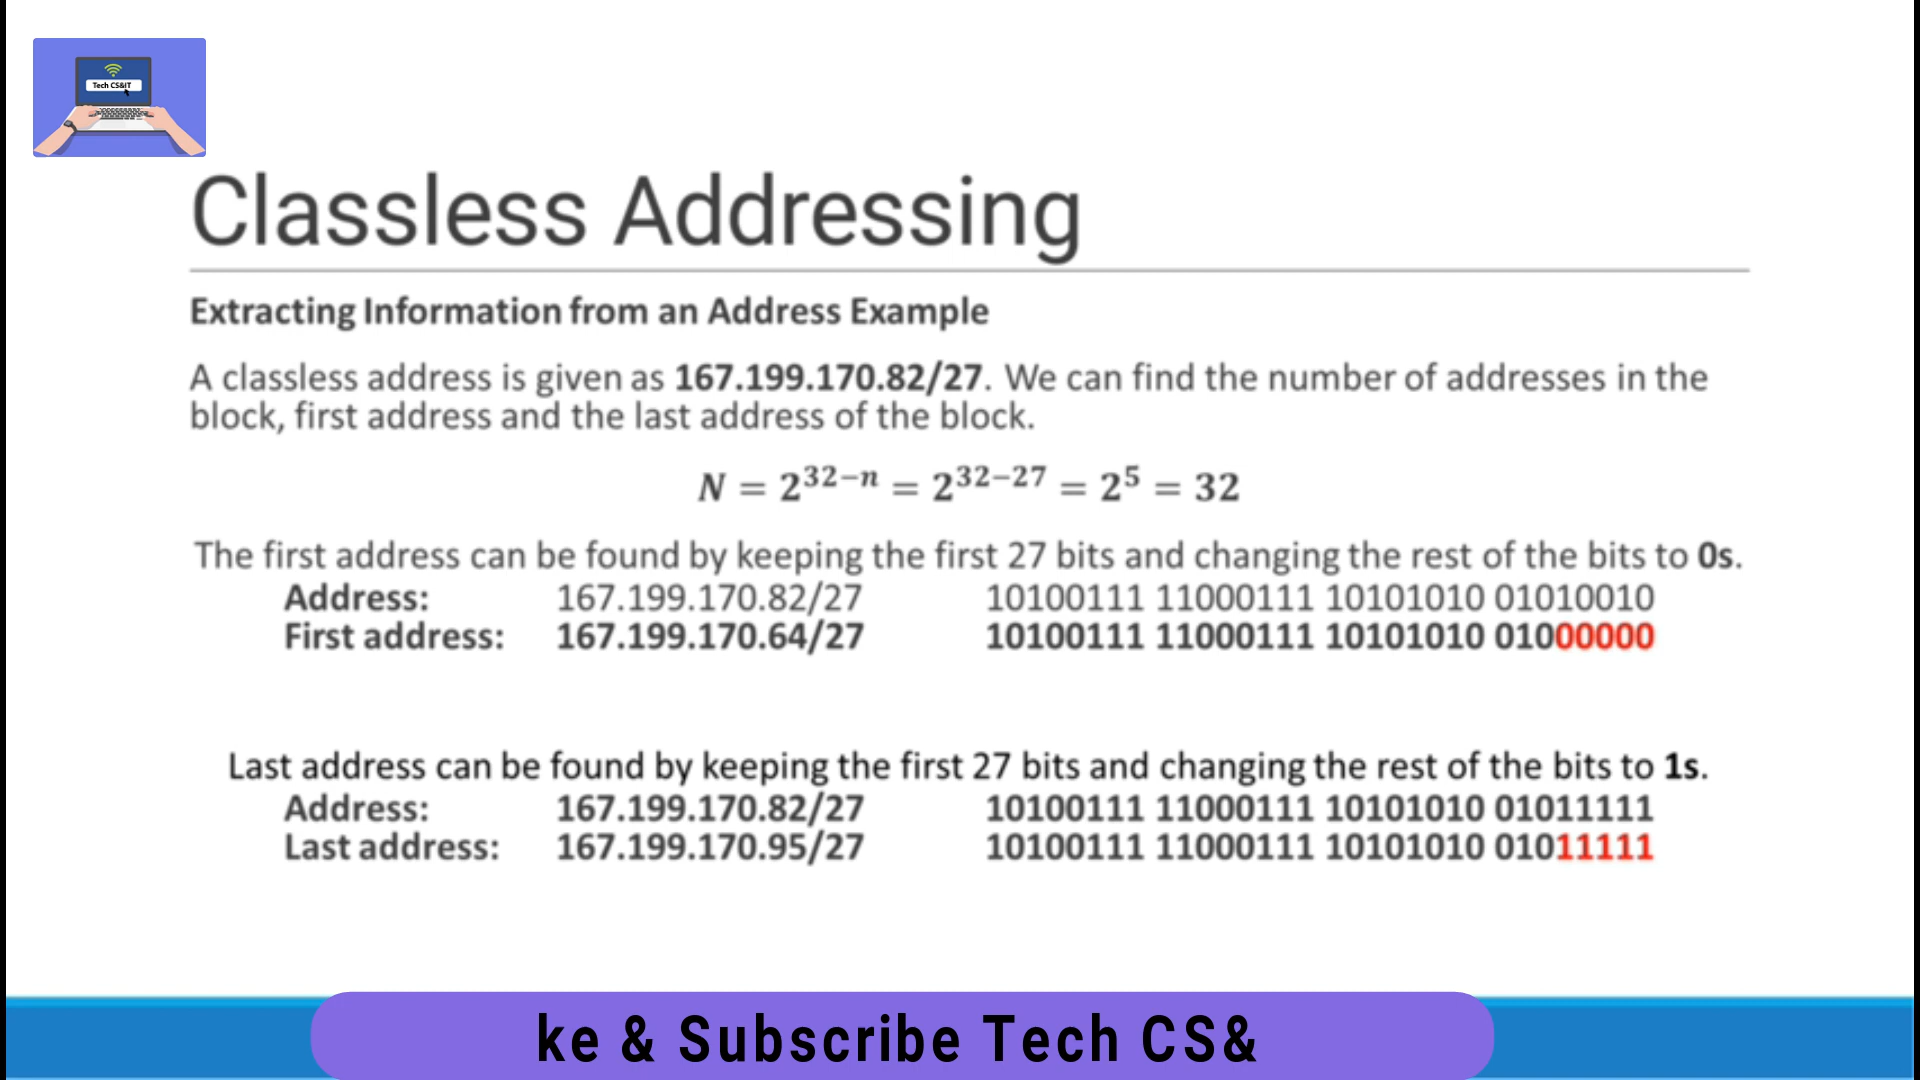 Tech CS&IT
Classless Addressing
Extracting Information from an Address Example
A classless address is given as 167.199.170.82/27. We can find the number of addresses in the
block, first address and the last address of the block.
N = 2^{32−n} = 2^{32−27} = 2^5 = 32
The first address can be found by keeping the first 27 bits and changing the rest of the bits to 0s.
Address: 167.199.170.82/27 10100111 11000111 10101010 01010010
First address: 167.199.170.64/27 10100111 11000111 10101010 01000000
Last address can be found by keeping the first 27 bits and changing the rest of the bits to 1s.
Address: 167.199.170.82/27 10100111 11000111 10101010 01011111
Last address: 167.199.170.95/27 10100111 11000111 10101010 01011111
ke & Subscribe Tech CS&